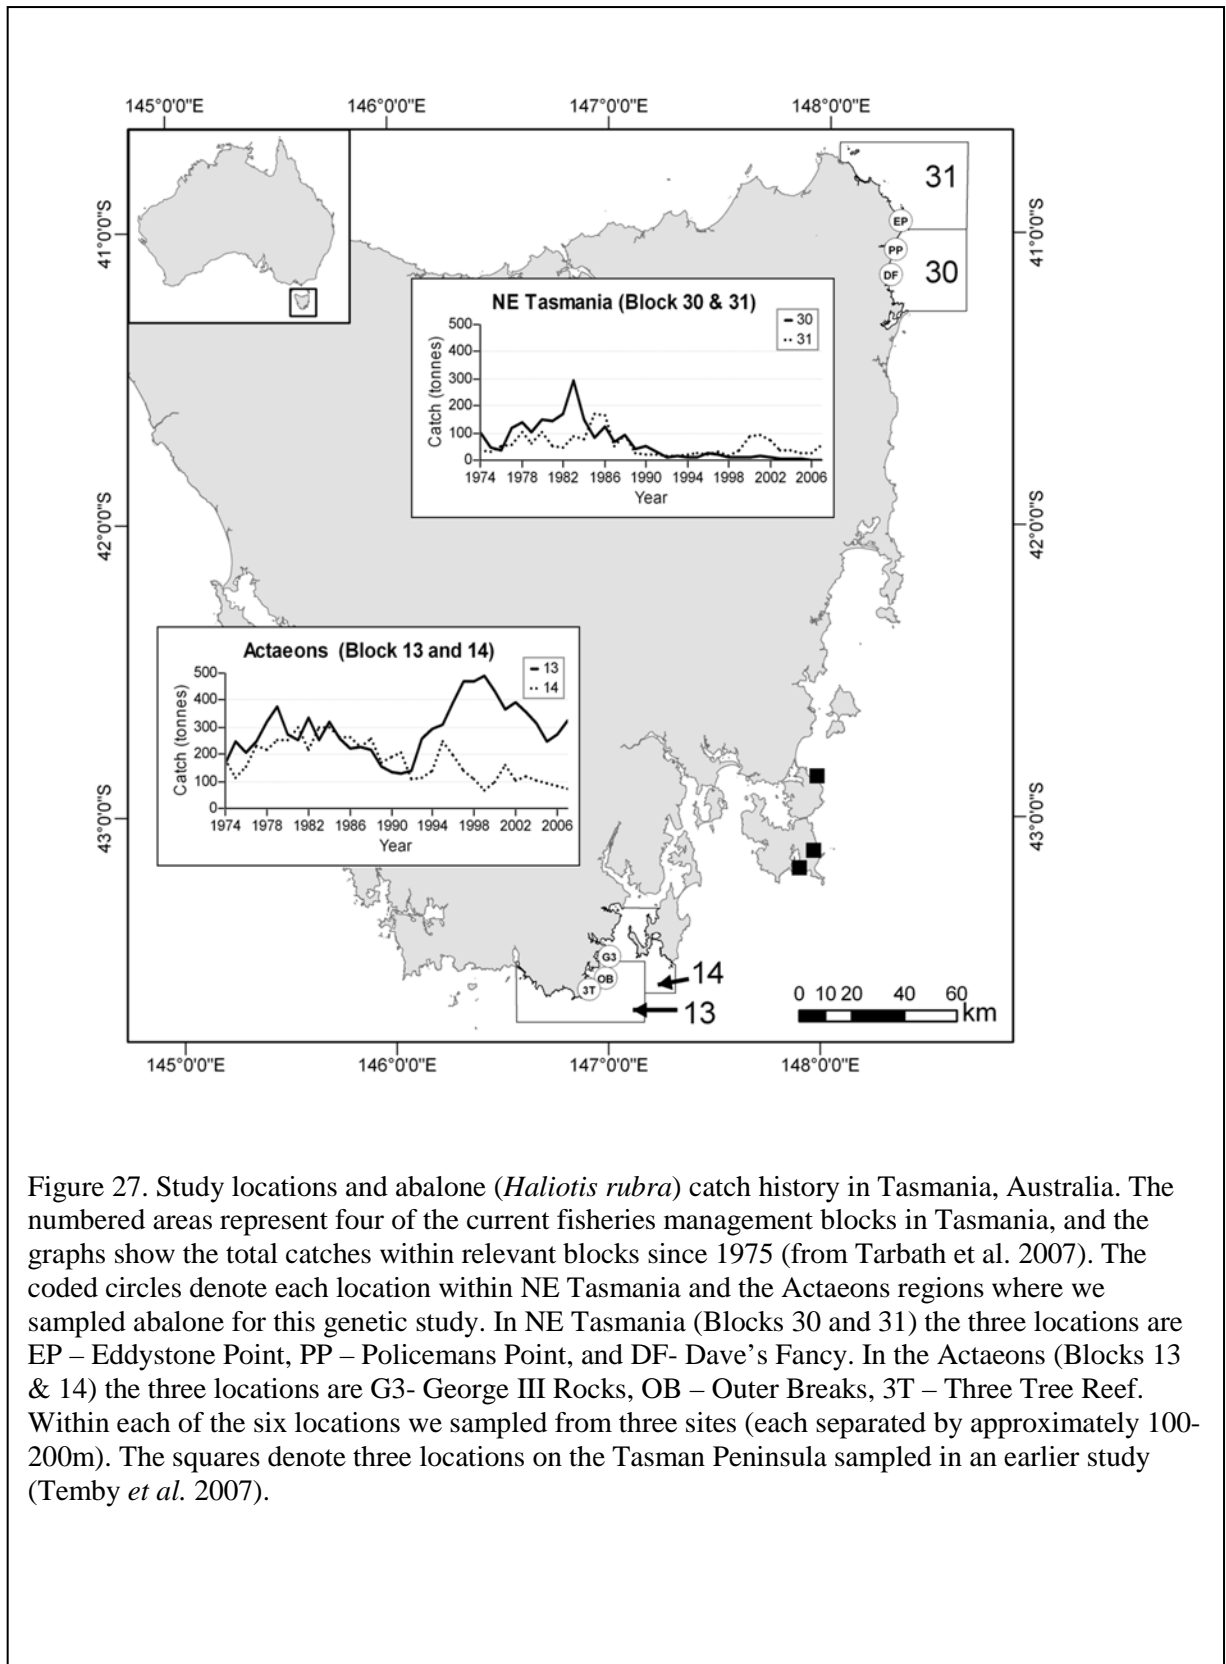 145°0'0"E 146°0'0"E 147°0'0"E 148°0'0"E
41°0'0"S
42°0'0"S
43°0'0"S
41°0'0"S
42°0'0"S
43°0'0"S
31
EP
PP
30
DF
NE Tasmania (Block 30 & 31)
30
31
Catch (tonnes)
500
400
300
200
100
0
1974 1978 1982 1986 1990 1994 1998 2002 2006
Year
Actaeons (Block 13 and 14)
13
14
Catch (tonnes)
500
400
300
200
100
0
1974 1978 1982 1986 1990 1994 1998 2002 2006
Year
G3
OB
3T
14
13
0 10 20 40 60
km
145°0'0"E 146°0'0"E 147°0'0"E 148°0'0"E
Figure 27. Study locations and abalone (Haliotis rubra) catch history in Tasmania, Australia. The
numbered areas represent four of the current fisheries management blocks in Tasmania, and the
graphs show the total catches within relevant blocks since 1975 (from Tarbath et al. 2007). The
coded circles denote each location within NE Tasmania and the Actaeons regions where we
sampled abalone for this genetic study. In NE Tasmania (Blocks 30 and 31) the three locations are
EP – Eddystone Point, PP – Policemans Point, and DF- Dave’s Fancy. In the Actaeons (Blocks 13
& 14) the three locations are G3- George III Rocks, OB – Outer Breaks, 3T – Three Tree Reef.
Within each of the six locations we sampled from three sites (each separated by approximately 100-
200m). The squares denote three locations on the Tasman Peninsula sampled in an earlier study
(Temby et al. 2007).